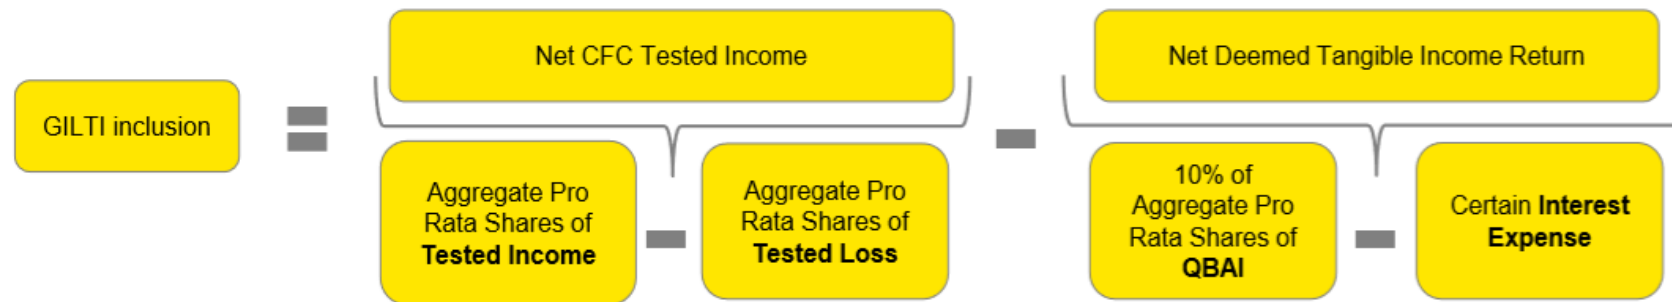 Net CFC Tested Income
Net Deemed Tangible Income Return
GILTI inclusion
Aggregate Pro
Rata Shares of
Tested Income
Aggregate Pro
Rata Shares of
Tested Loss
10% of
Aggregate Pro
Rata Shares of
QBAI
Certain Interest
Expense